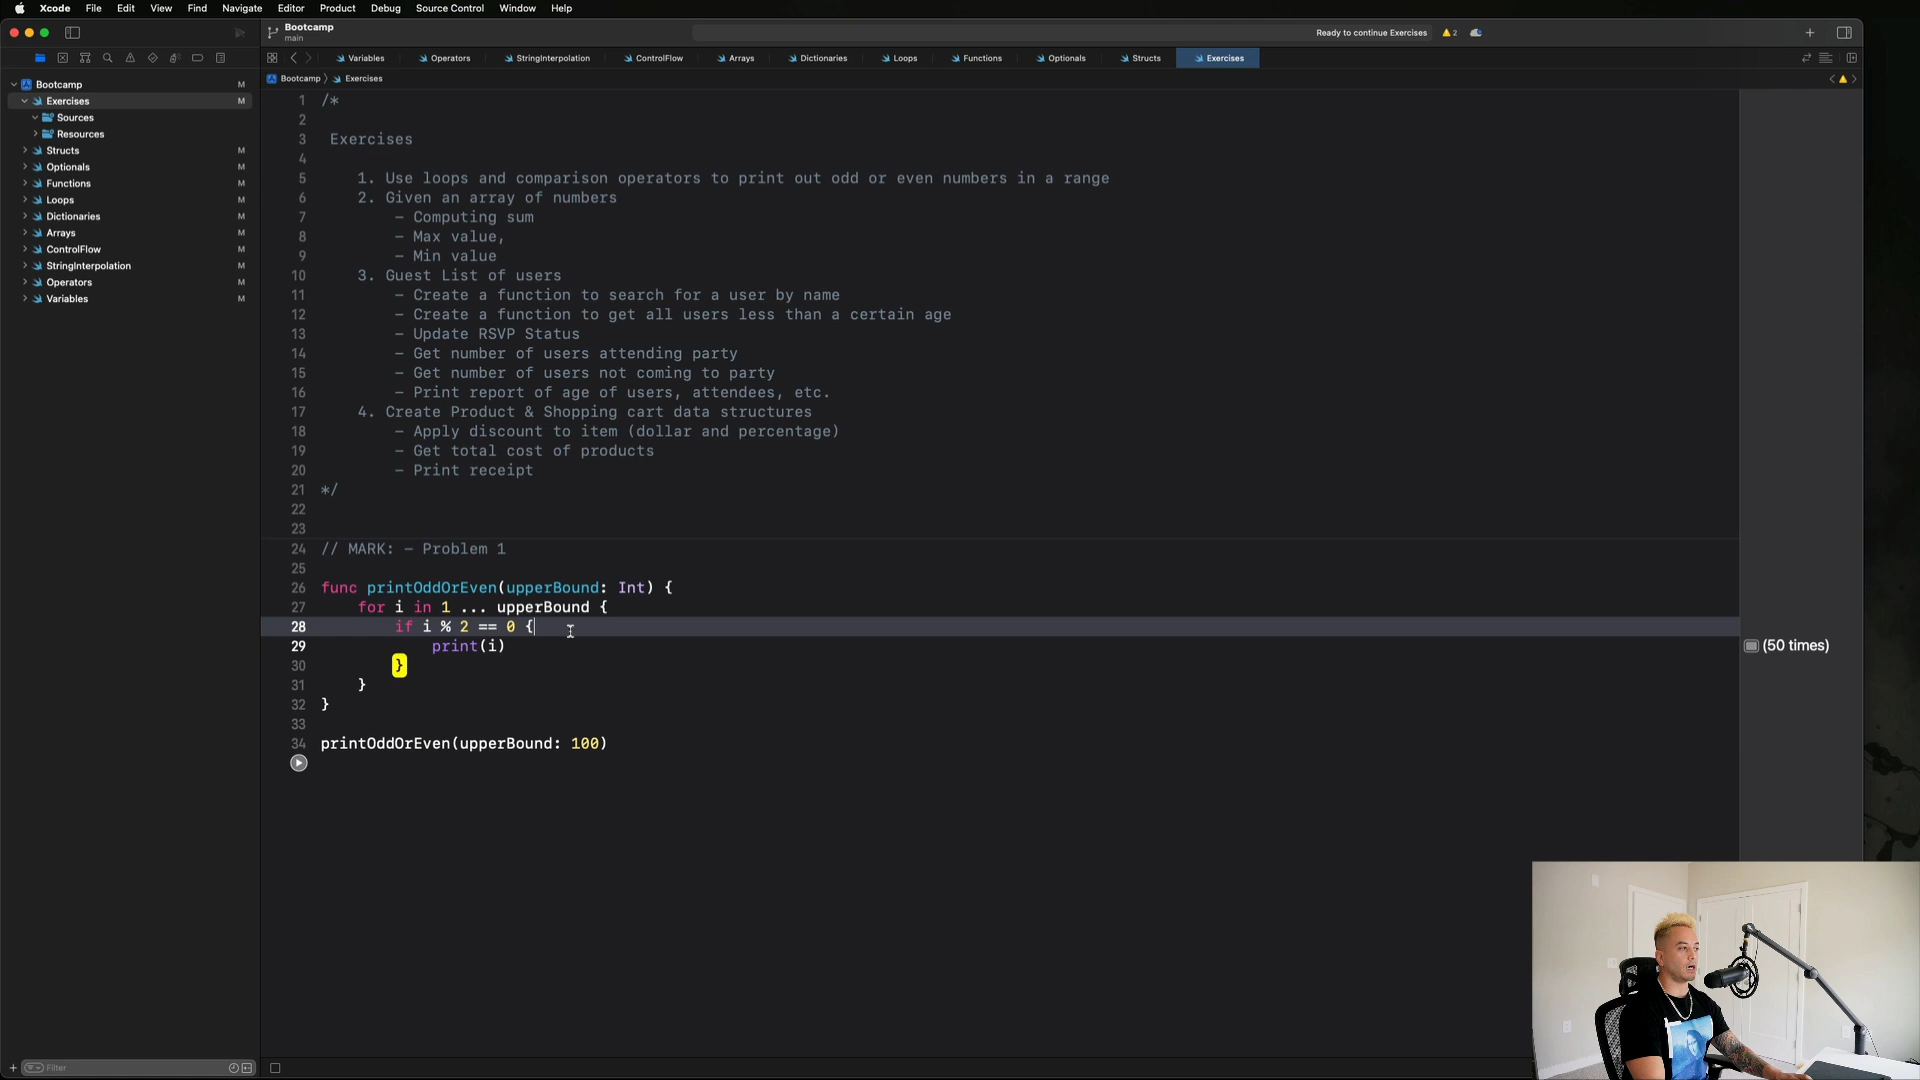 Xcode File Edit View Find Navigate Editor Product Debug Source Control Window Help
Bootcamp
main
Ready to continue Exercises
2
Variables Operators StringInterpolation ControlFlow Arrays Dictionaries Loops Functions Optionals Structs Exercises
Bootcamp Exercises
Bootcamp M
Exercises M
Sources
Resources
Structs M
Optionals M
Functions M
Loops M
Dictionaries M
Arrays M
ControlFlow M
StringInterpolation M
Operators M
Variables M
Filter
1 /*
2
3 Exercises
4
5 1. Use loops and comparison operators to print out odd or even numbers in a range
6 2. Given an array of numbers
7 – Computing sum
8 – Max value,
9 – Min value
10 3. Guest List of users
11 – Create a function to search for a user by name
12 – Create a function to get all users less than a certain age
13 – Update RSVP Status
14 – Get number of users attending party
15 – Get number of users not coming to party
16 – Print report of age of users, attendees, etc.
17 4. Create Product & Shopping cart data structures
18 – Apply discount to item (dollar and percentage)
19 – Get total cost of products
20 – Print receipt
21 */
22
23
24 // MARK: – Problem 1
25
26 func printOddOrEven(upperBound: Int) {
27 for i in 1 ... upperBound {
28 if i % 2 == 0 {
29 print(i)
30 }
31 }
32 }
33
34 printOddOrEven(upperBound: 100)
(50 times)